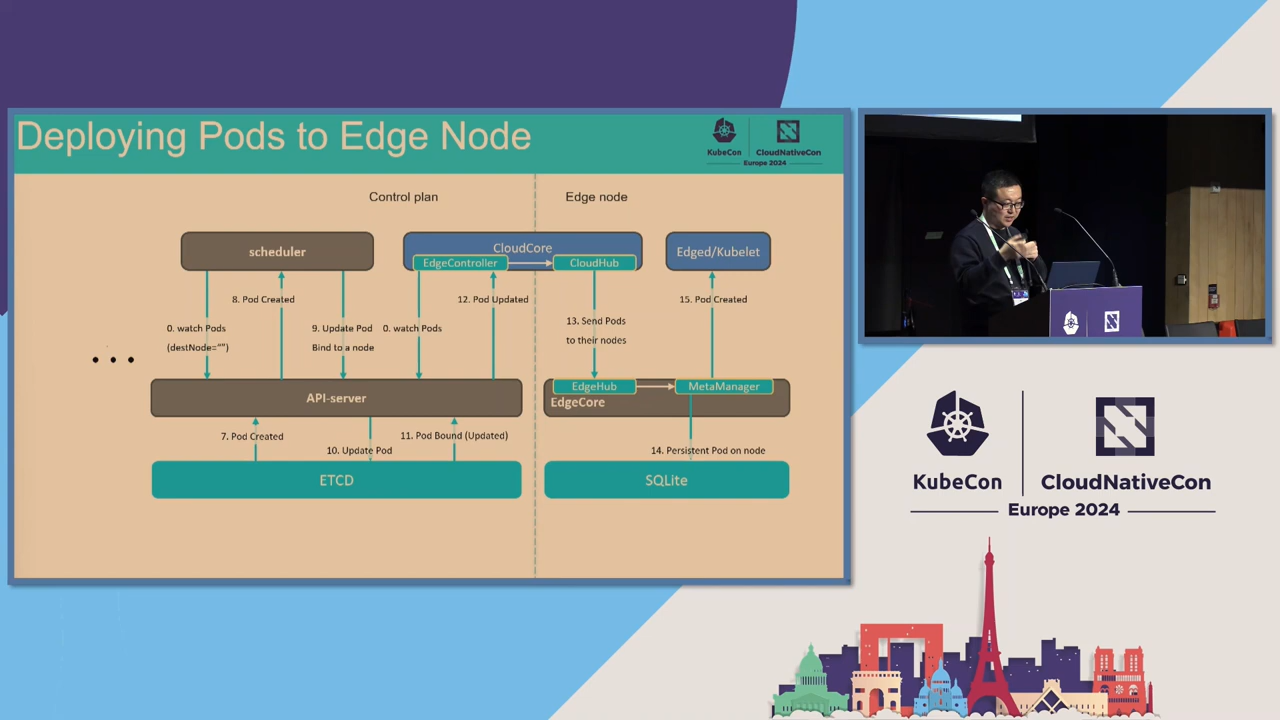 Deploying Pods to Edge Node
KubeCon
CloudNativeCon
Europe 2024
Control plan
Edge node
scheduler
CloudCore
EdgeController
CloudHub
Edged/Kubelet
8. Pod Created
12. Pod Updated
15. Pod Created
0. watch Pods
(destNode="")
9. Update Pod
Bind to a node
0. watch Pods
13. Send Pods
to their nodes
...
API-server
EdgeHub
MetaManager
EdgeCore
7. Pod Created
10. Update Pod
11. Pod Bound (Updated)
14. Persistent Pod on node
ETCD
SQLite
KubeCon
CloudNativeCon
Europe 2024